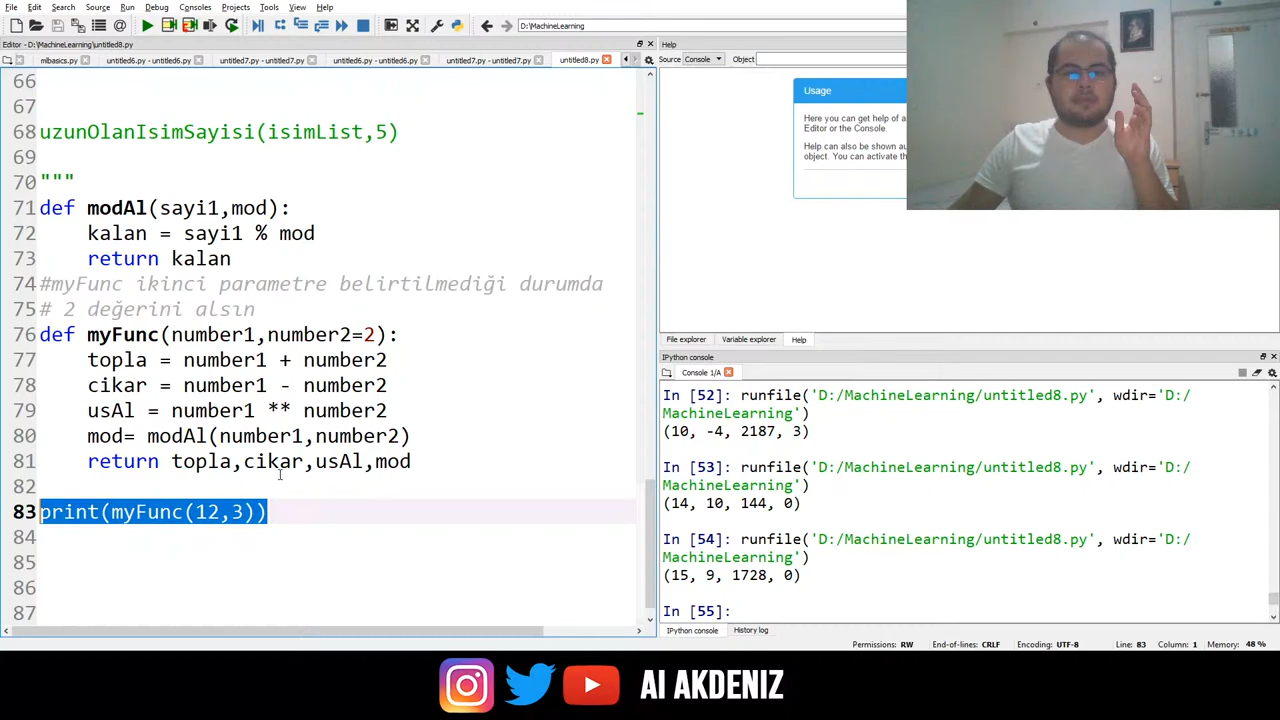 File Edit Search Source Run Debug Consoles Projects Tools View Help
D:\MachineLearning
Editor - D:\MachineLearning\untitled8.py
mlbasics.py untitled6.py - untitled6.py untitled7.py - untitled7.py untitled6.py - untitled6.py untitled7.py - untitled7.py untitled8.py
66
67
68 uzunOlanIsimSayisi(isimList,5)
69
70 """
71 def modAl(sayi1,mod):
72 kalan = sayi1 % mod
73 return kalan
74 #myFunc ikinci parametre belirtilmediği durumda
75 # 2 değerini alsın
76 def myFunc(number1,number2=2):
77 topla = number1 + number2
78 cikar = number1 - number2
79 usAl = number1 ** number2
80 mod= modAl(number1,number2)
81 return topla,cikar,usAl,mod
82
83 print(myFunc(12,3))
84
85
86
87
Help
Source Console Object
Usage
Here you can get help of a
Editor or the Console.
Help can also be shown au
object. You can activate th
File explorer Variable explorer Help
IPython console
Console 1/A
In [52]: runfile('D:/MachineLearning/untitled8.py', wdir='D:/
MachineLearning')
(10, -4, 2187, 3)
In [53]: runfile('D:/MachineLearning/untitled8.py', wdir='D:/
MachineLearning')
(14, 10, 144, 0)
In [54]: runfile('D:/MachineLearning/untitled8.py', wdir='D:/
MachineLearning')
(15, 9, 1728, 0)
In [55]:
IPython console History log
Permissions: RW End-of-lines: CRLF Encoding: UTF-8 Line: 83 Column: 1 Memory: 48 %
AI AKDENIZ